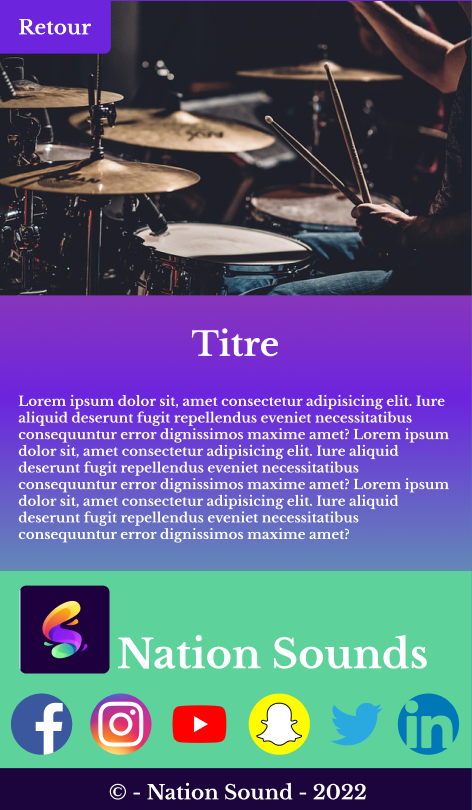 Retour
Titre
Lorem ipsum dolor sit, amet consectetur adipisicing elit. Iure
aliquid deserunt fugit repellendus eveniet necessitatibus
consequuntur error dignissimos maxime amet? Lorem ipsum
dolor sit, amet consectetur adipisicing elit. Iure aliquid
deserunt fugit repellendus eveniet necessitatibus
consequuntur error dignissimos maxime amet? Lorem ipsum
dolor sit, amet consectetur adipisicing elit. Iure aliquid
deserunt fugit repellendus eveniet necessitatibus
consequuntur error dignissimos maxime amet?
Nation Sounds
f
in
© - Nation Sound - 2022